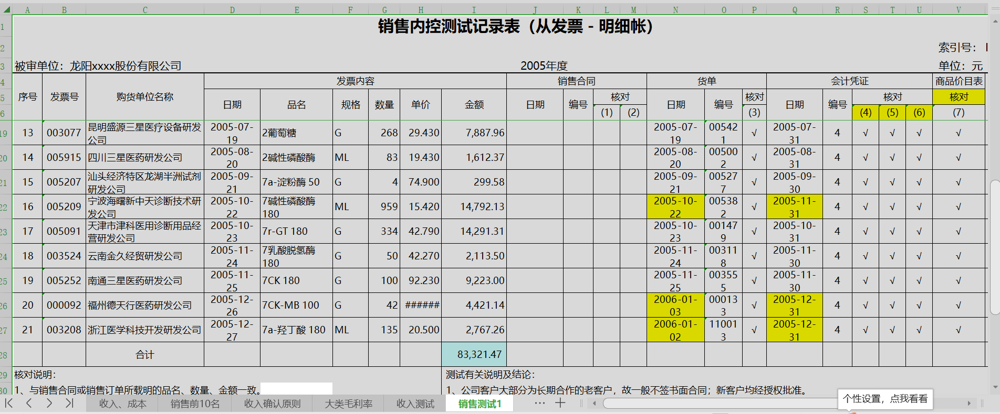 A B C D E F G H I J K L M N O P Q R S T U V
1 销售内控测试记录表（从发票 - 明细帐）
2 索引号：
3 被审单位：龙阳xxxx股份有限公司 2005年度 单位：元
4 发票内容 销售合同 货单 会计凭证 商品价目表
5 序号 发票号 购货单位名称 日期 品名 规格 数量 单价 金额 日期 编号 核对 日期 编号 核对 日期 编号 核对 核对
6 (1) (2) (3) (4) (5) (6) (7)
19 13 003077 昆明盛源三星医疗设备研发公司 2005-07-19 2葡萄糖 G 268 29.430 7,887.96 2005-07-19 005421 √ 2005-07-31 4 √ √ √ √
20 14 005915 四川三星医药研发公司 2005-08-20 2碱性磷酸酶 ML 83 19.430 1,612.37 2005-08-20 005002 √ 2005-08-31 4 √ √ √ √
21 15 005207 汕头经济特区龙湖半洲试剂研发公司 2005-09-21 7a-淀粉酶 50 G 4 74.900 299.58 2005-09-21 005277 √ 2005-09-30 4 √ √ √ √
22 16 005209 宁波海曙新中天诊断技术研发公司 2005-10-22 7碱性磷酸酶 180 ML 959 15.420 14,792.13 2005-10-22 005382 √ 2005-11-31 4 √ √ √ √
23 17 005091 天津市津科医用诊断用品经营研发公司 2005-10-23 7r-GT 180 G 334 42.790 14,291.31 2005-10-23 001479 √ 2005-10-31 4 √ √ √ √
24 18 003524 云南金久经贸研发公司 2005-11-24 7乳酸脱氢酶 180 G 50 42.270 2,113.50 2005-11-24 003118 √ 2005-11-30 4 √ √ √ √
25 19 005252 南通三星医药研发公司 2005-11-25 7CK 180 G 100 92.230 9,223.00 2005-11-25 003555 √ 2005-11-30 4 √ √ √ √
26 20 000092 福州德天行医药研发公司 2005-12-26 7CK-MB 100 G 42 ###### 4,421.14 2006-01-03 000133 √ 2005-12-31 4 √ √ √ √
27 21 003208 浙江医学科技开发研发公司 2005-12-27 7a-羟丁酸 180 ML 135 20.500 2,767.26 2006-01-02 110013 √ 2005-12-31 4 √ √ √ √
28 合计 83,321.47
29 核对说明： 测试有关说明及结论：
30 1、与销售合同或销售订单所载明的品名、数量、金额一致。 1、公司客户大部分为长期合作的老客户，故一般不签书面合同；新客户均经授权批准。
收入、成本 销售前10名 收入确认原则 大类毛利率 收入测试 销售测试1 ··· +
个性设置，点我看看